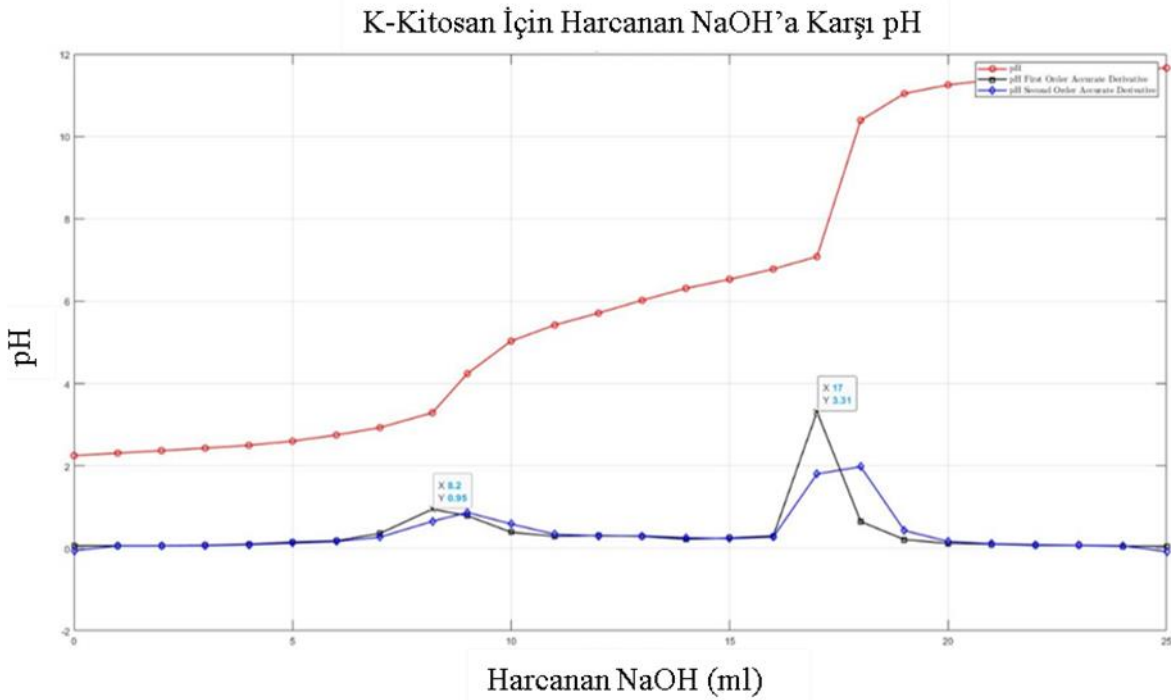 K-Kitosan İçin Harcanan NaOH’a Karşı pH
12
10
8
6
4
2
0
-2
pH
pH First Order Accurate Derivative
pH Second Order Accurate Derivative
X 8.2
Y 0.95
X 17
Y 3.31
0 5 10 15 20 25
pH
Harcanan NaOH (ml)